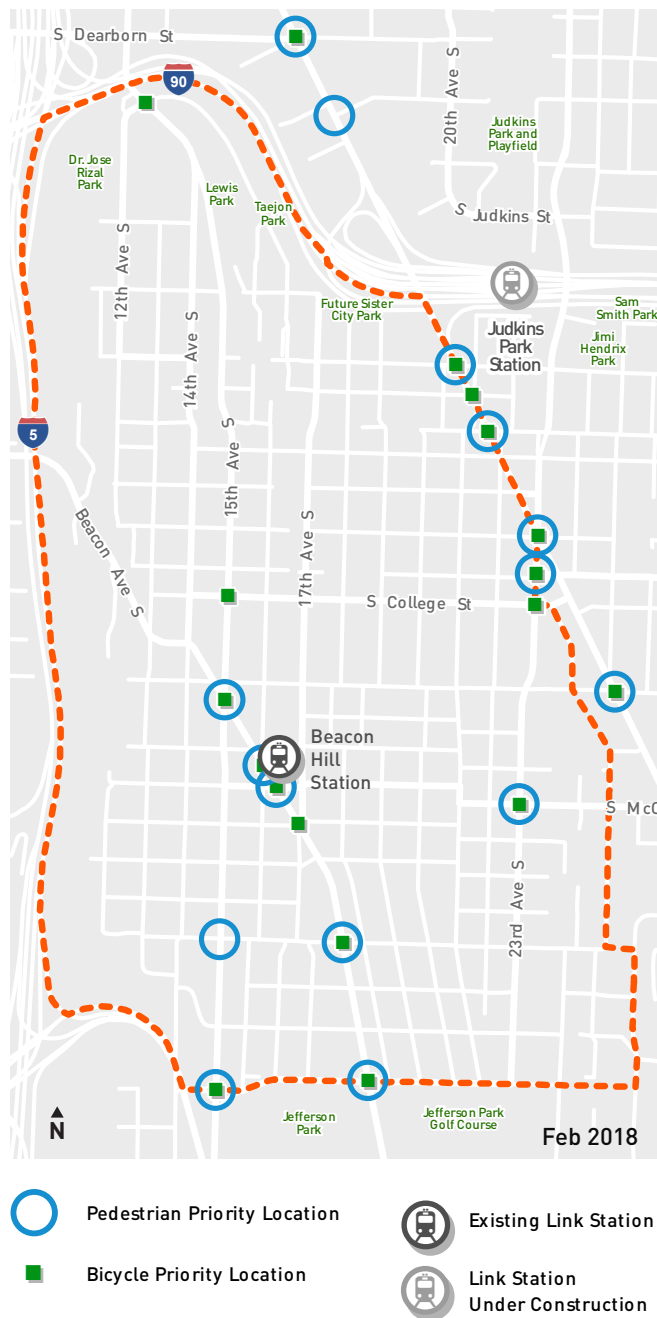 S Dearborn St
20th Ave S
90
Judkins
Park and
Playfield
Dr. Jose
Rizal
Park
Lewis
Park
Taejon
Park
S Judkins St
12th Ave S
Future Sister
City Park
Sam
Smith Park
Judkins
Park
Station
Jimi
Hendrix
Park
14th Ave S
5
15th Ave S
Beacon Ave S
17th Ave S
S College St
Beacon
Hill
Station
S McC
23rd Ave S
Jefferson
Park
Jefferson Park
Golf Course
N
Feb 2018
Pedestrian Priority Location
Existing Link Station
Bicycle Priority Location
Link Station
Under Construction